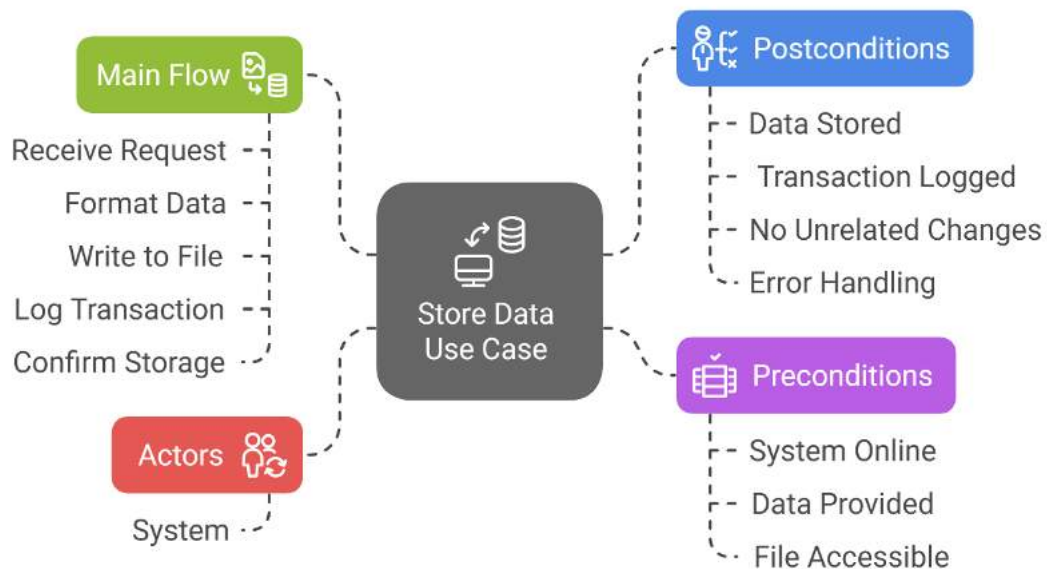 Main Flow
Receive Request
Format Data
Write to File
Log Transaction
Confirm Storage
Actors
System
Store Data
Use Case
Postconditions
Data Stored
Transaction Logged
No Unrelated Changes
Error Handling
Preconditions
System Online
Data Provided
File Accessible